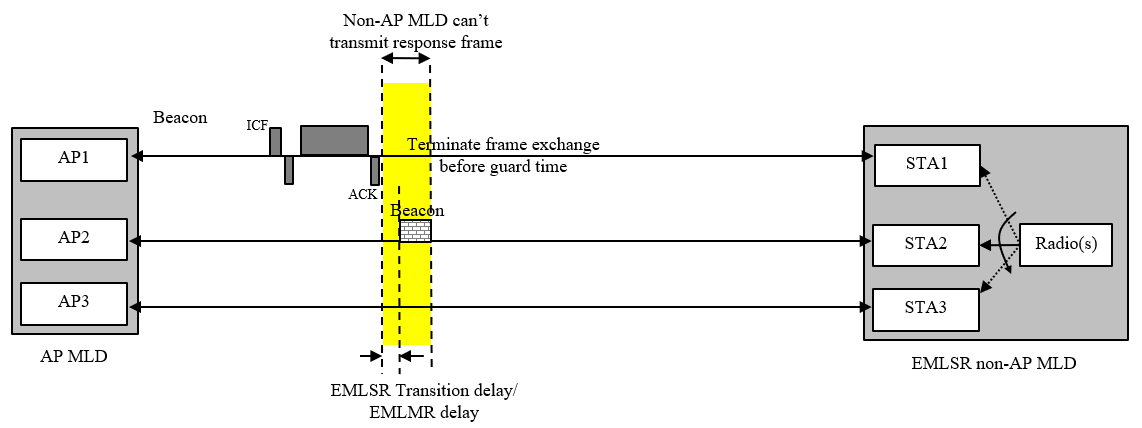 Non-AP MLD can't
transmit response frame
Beacon
ICF
Terminate frame exchange
before guard time
AP1
STA1
ACK
Beacon
AP2
STA2
Radio(s)
AP3
STA3
AP MLD
EMLSR non-AP MLD
EMLSR Transition delay/
EMLMR delay